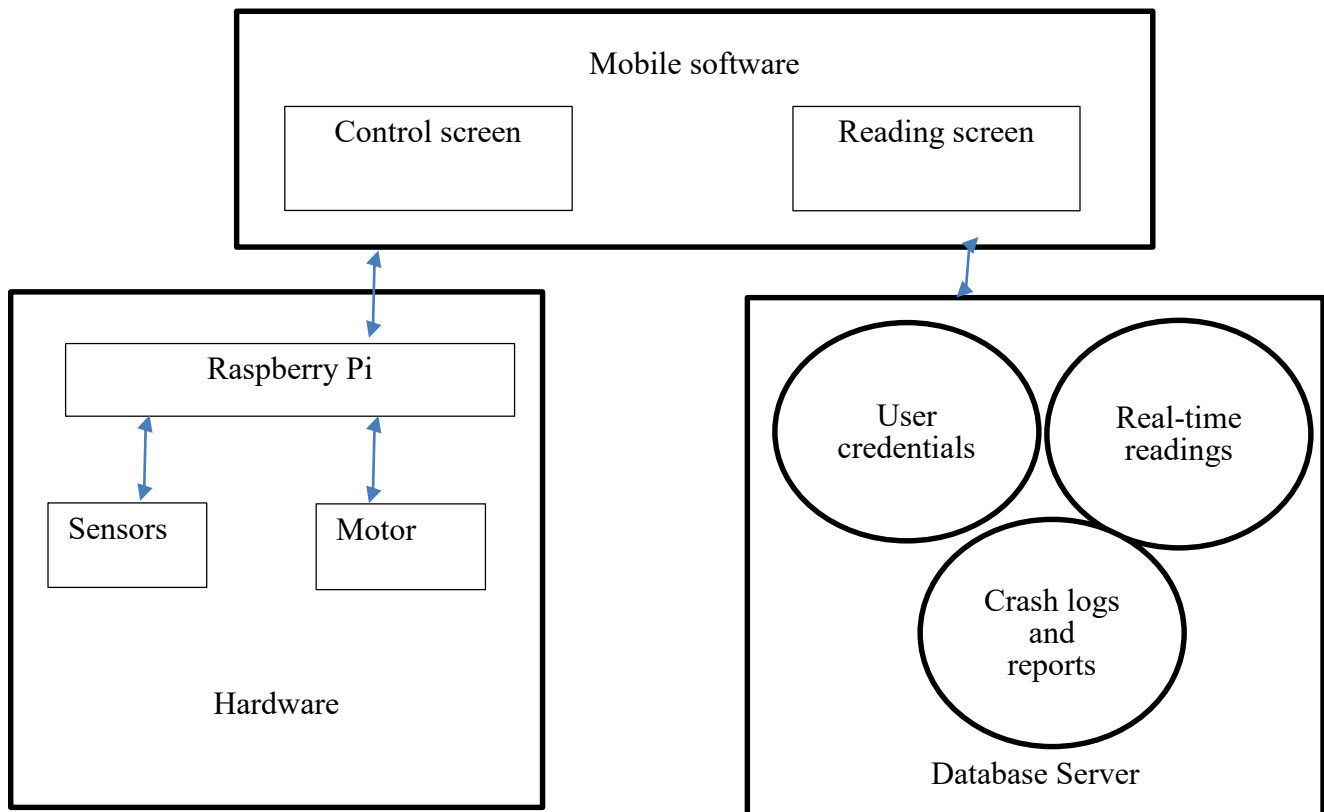 Mobile software
Control screen
Reading screen
Raspberry Pi
Sensors
Motor
Hardware
User
credentials
Real-time
readings
Crash logs
and
reports
Database Server